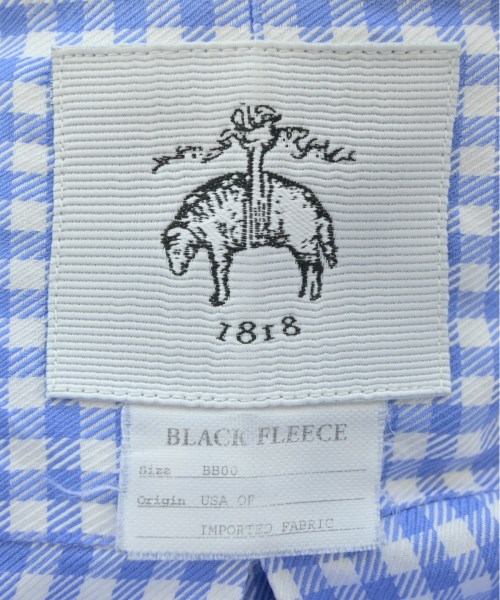 1818
BLACK FLEECE
Size BB00
Origin USA OF
IMPORTED FABRIC